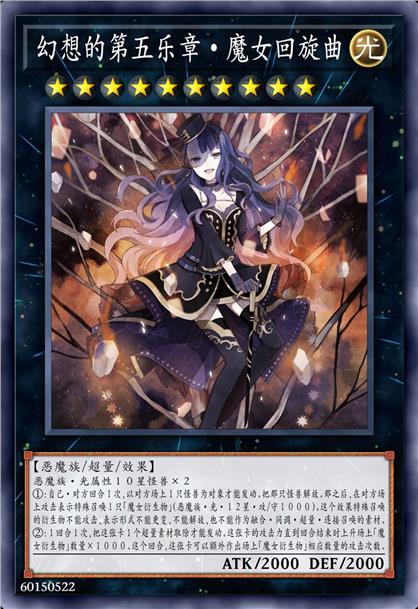 幻想的第五乐章・魔女回旋曲
光
【恶魔族/超量/效果】
恶魔族・光属性10星怪兽×2
①:自己・对方回合1次,以对方场上1只怪兽为对象才能发动。把那只怪兽解放,那之后,在对方场
上攻击表示特殊召唤1只「魔女衍生物」(恶魔族・光・12星・攻/守1000)。这个效果特殊召唤
的衍生物不能攻击,表示形式不能变更,不能解放,也不能作为融合・同调・超量・连接召唤的素材。
②:1回合1次,把这张卡1个超量素材取除才能发动。这张卡的攻击力直到回合结束时上升场上「魔
女衍生物」数量×1000。这个回合,这张卡可以额外作出场上「魔女衍生物」相应数量的攻击次数。
ATK/2000 DEF/2000
60150522